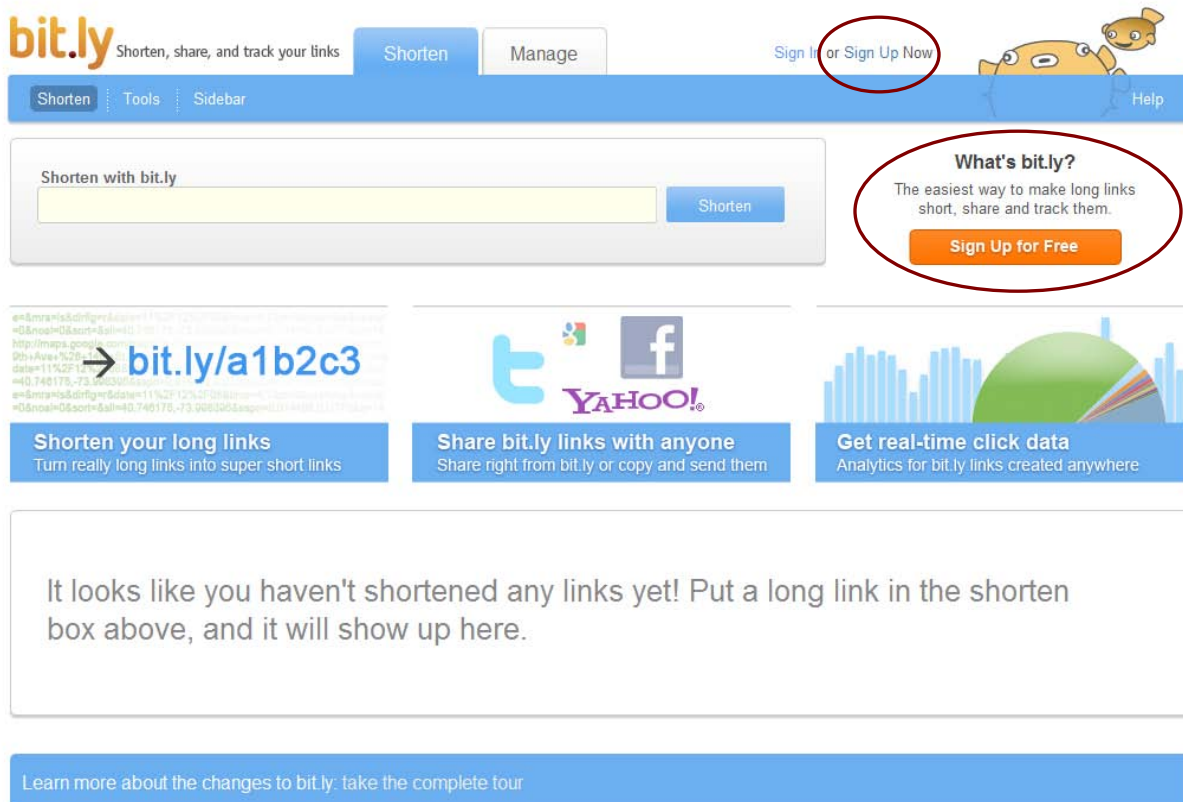 bit.ly Shorten, share, and track your links Shorten Manage Sign In or Sign Up Now
Shorten Tools Sidebar Help
Shorten with bit.ly
Shorten
What's bit.ly?
The easiest way to make long links
short, share and track them.
Sign Up for Free
→ bit.ly/a1b2c3
Shorten your long links
Turn really long links into super short links
t f
YAHOO!
Share bit.ly links with anyone
Share right from bit.ly or copy and send them
Get real-time click data
Analytics for bit.ly links created anywhere
It looks like you haven't shortened any links yet! Put a long link in the shorten
box above, and it will show up here.
Learn more about the changes to bit.ly: take the complete tour